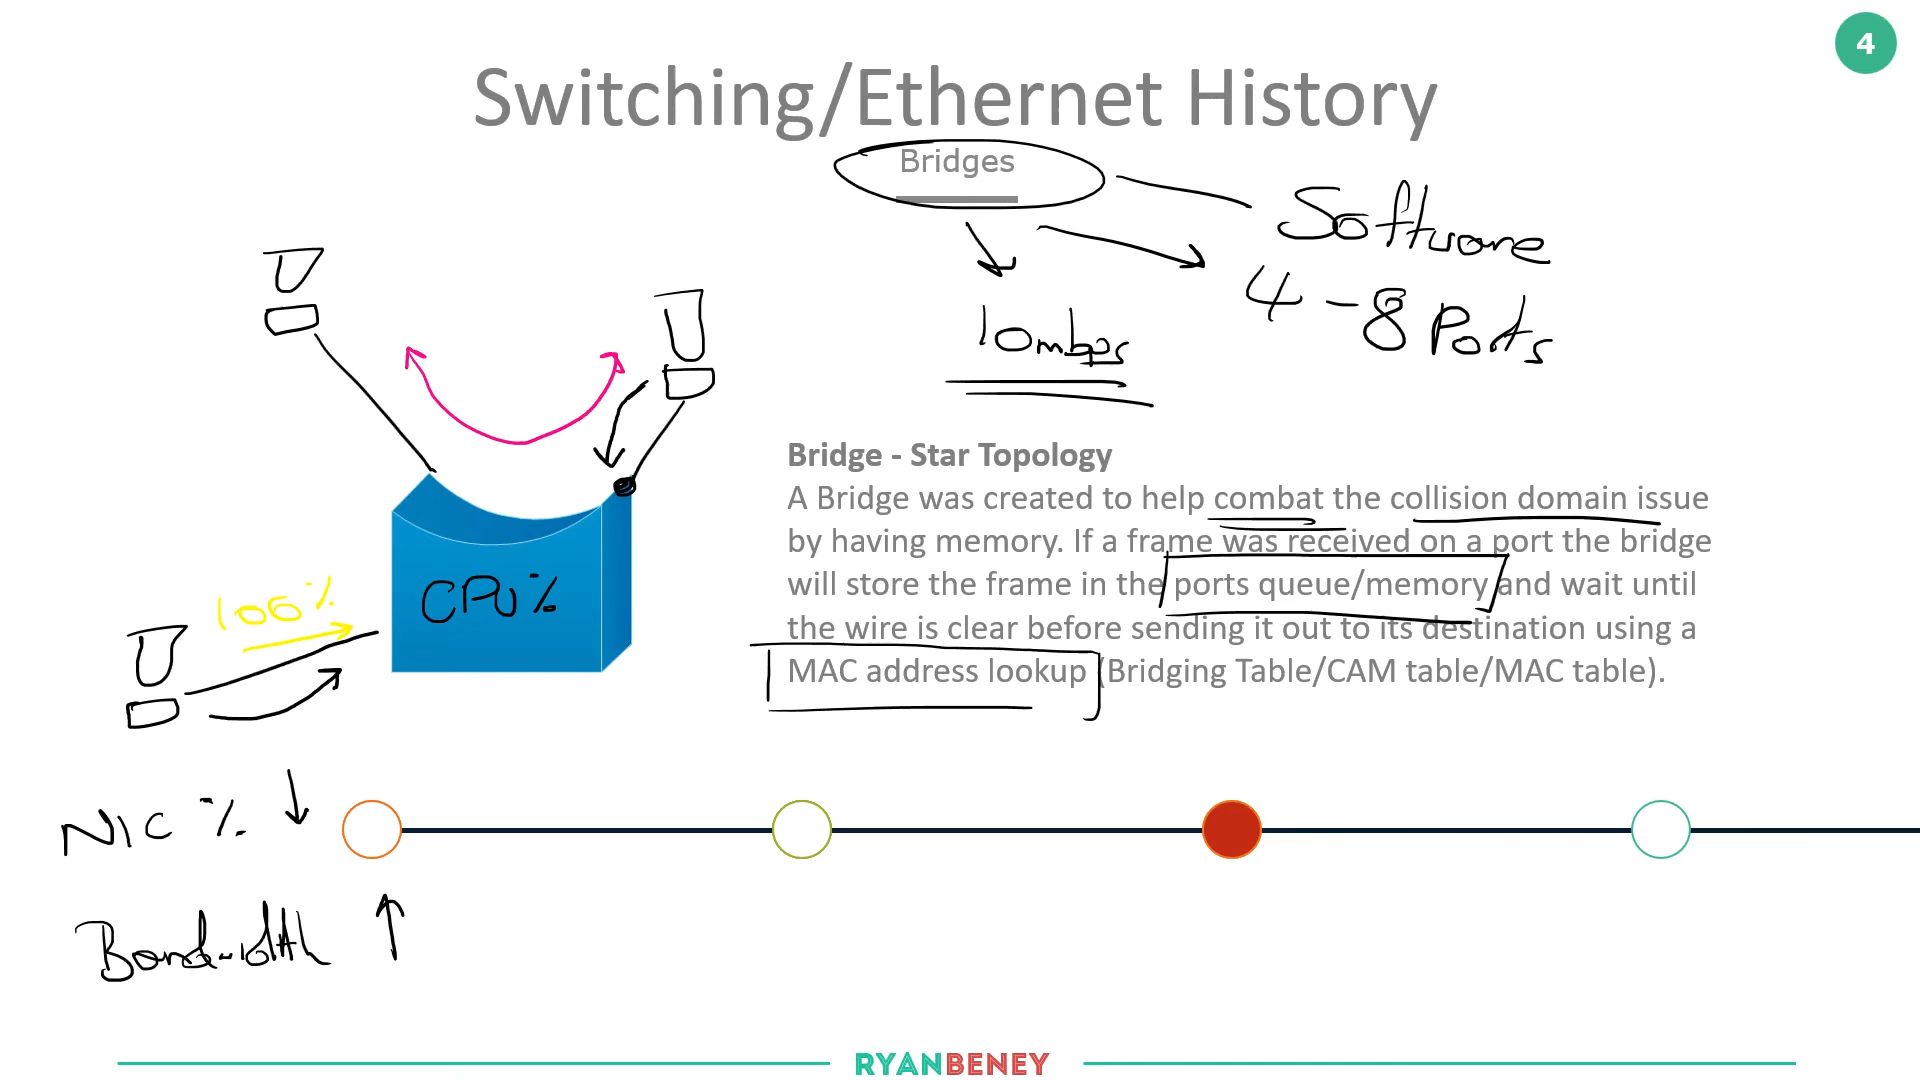 4
Switching/Ethernet History
Bridges
Software
4-8 Ports
10mbps
Bridge - Star Topology
A Bridge was created to help combat the collision domain issue
by having memory. If a frame was received on a port the bridge
will store the frame in the ports queue/memory and wait until
the wire is clear before sending it out to its destination using a
MAC address lookup (Bridging Table/CAM table/MAC table).
CPU %
100%
NIC %
Bandwidth
RYANBENEY